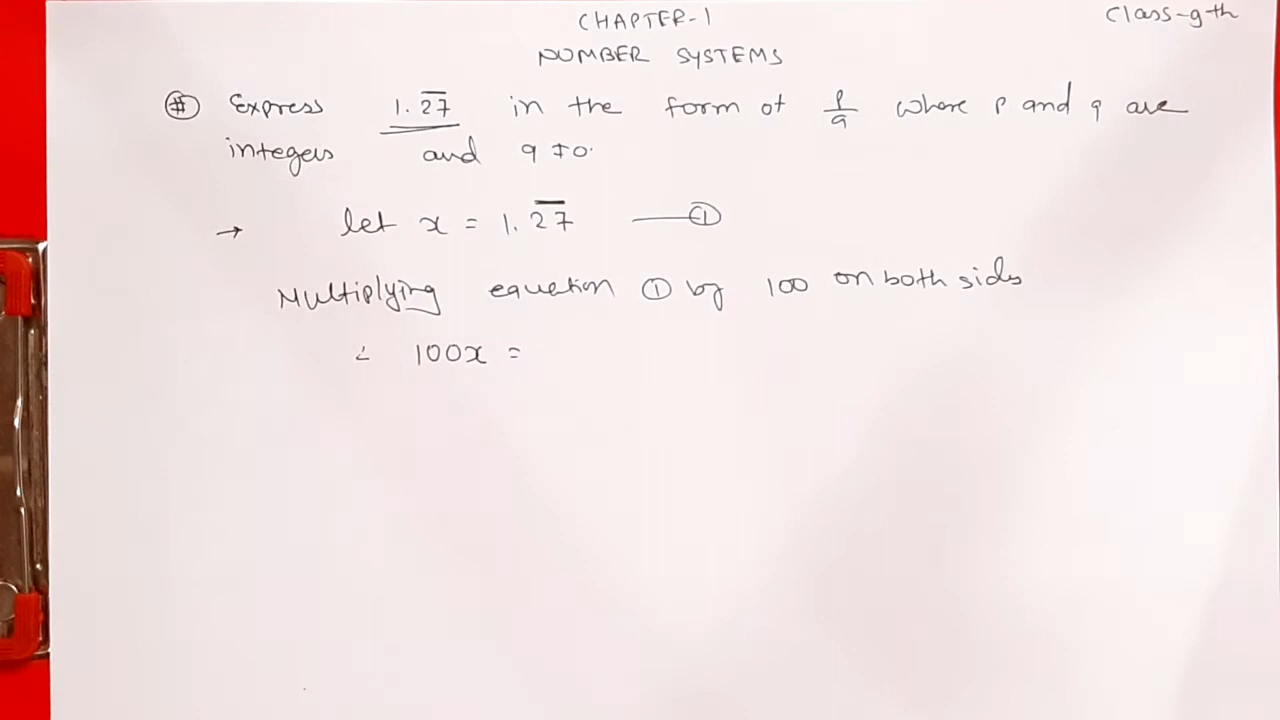 CHAPTER-1
Class-9th
NUMBER SYSTEMS
# Express 1.2̅7̅ in the form of p/q where p and q are
integers and q ≠ 0.
→ let x = 1.2̅7̅ —— ①
Multiplying equation ① by 100 on both sides
∴ 100x =